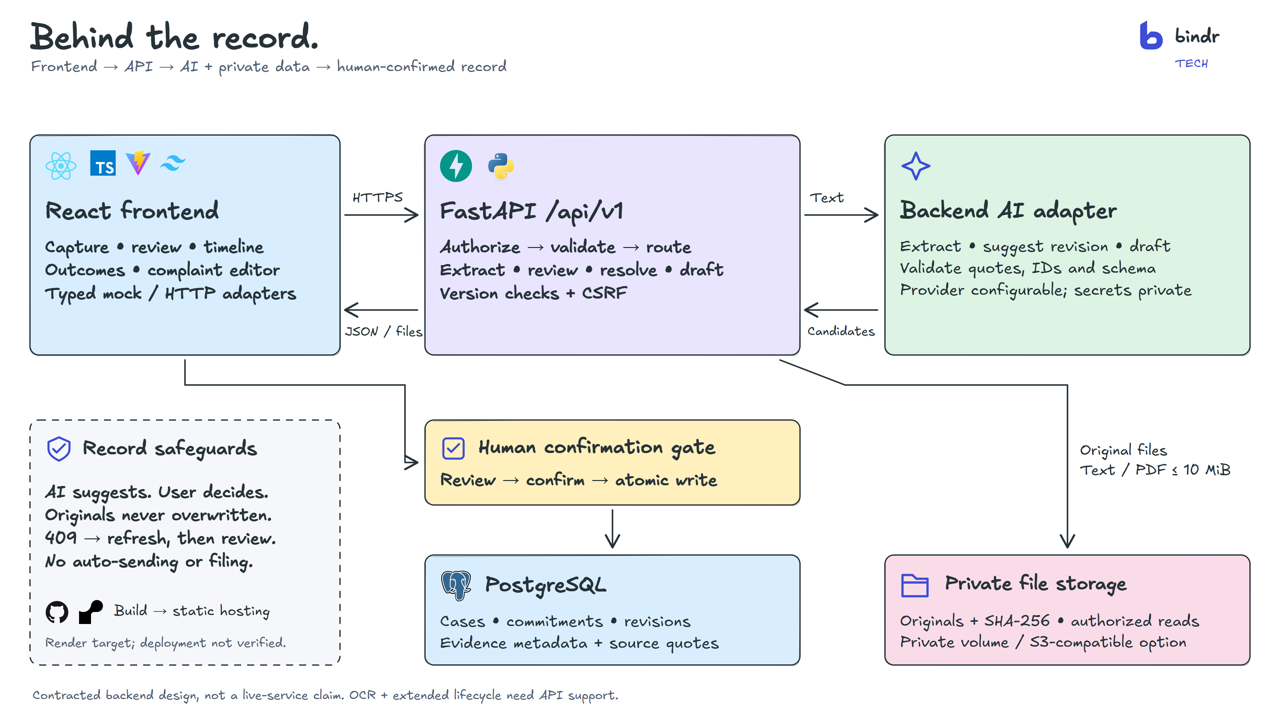 Behind the record.
Frontend → API → AI + private data → human-confirmed record
bindr
TECH
TS
React frontend
Capture • review • timeline
Outcomes • complaint editor
Typed mock / HTTP adapters
HTTPS
JSON / files
FastAPI /api/v1
Authorize → validate → route
Extract • review • resolve • draft
Version checks + CSRF
Text
Candidates
Backend AI adapter
Extract • suggest revision • draft
Validate quotes, IDs and schema
Provider configurable; secrets private
Record safeguards
AI suggests. User decides.
Originals never overwritten.
409 → refresh, then review.
No auto-sending or filing.
Build → static hosting
Render target; deployment not verified.
Human confirmation gate
Review → confirm → atomic write
Original files
Text / PDF ≤ 10 MiB
PostgreSQL
Cases • commitments • revisions
Evidence metadata + source quotes
Private file storage
Originals + SHA-256 • authorized reads
Private volume / S3-compatible option
Contracted backend design, not a live-service claim. OCR + extended lifecycle need API support.